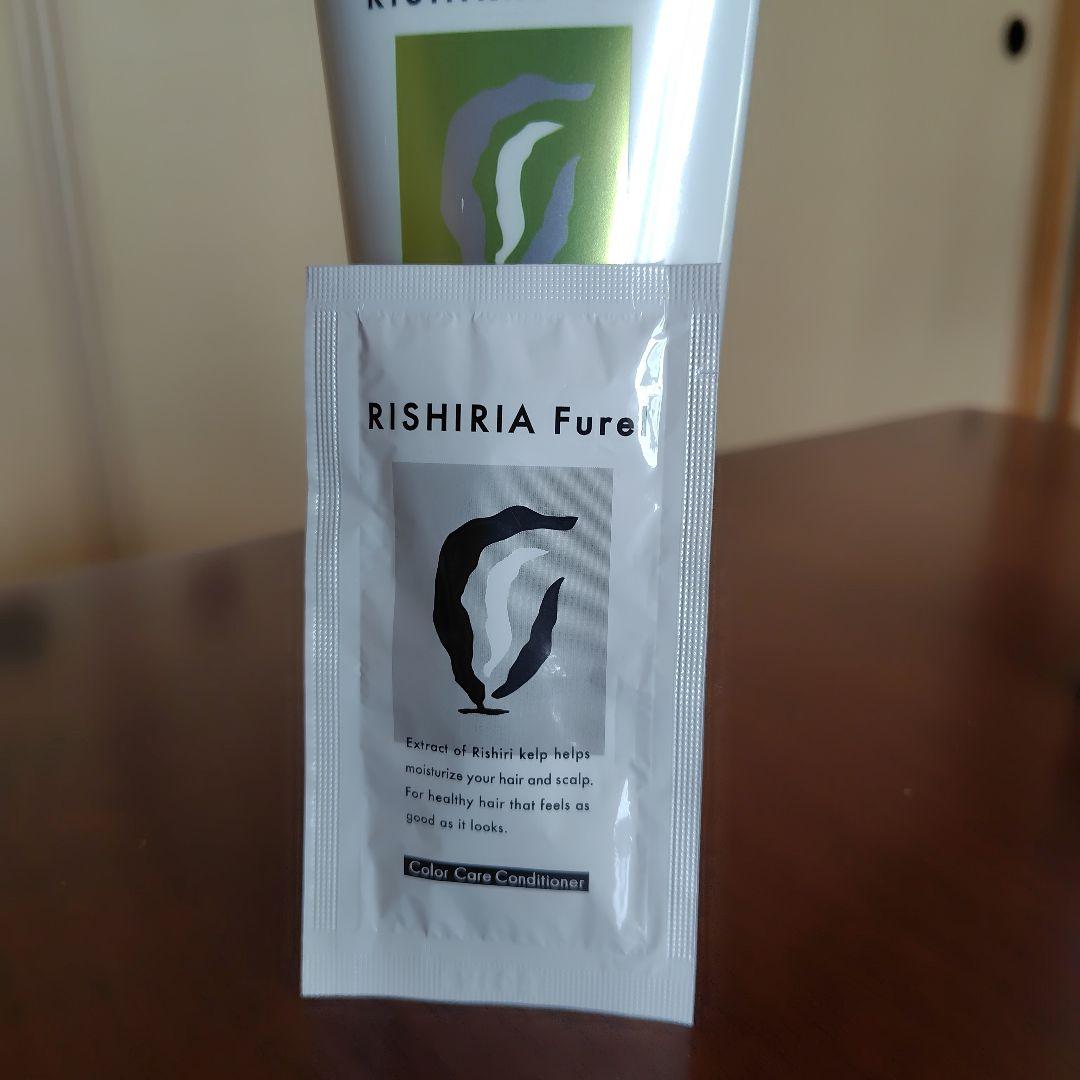 RISHIRIA Furel
Extract of Rishiri kelp helps
moisturize your hair and scalp.
For healthy hair that feels as
good as it looks.
Color Care Conditioner